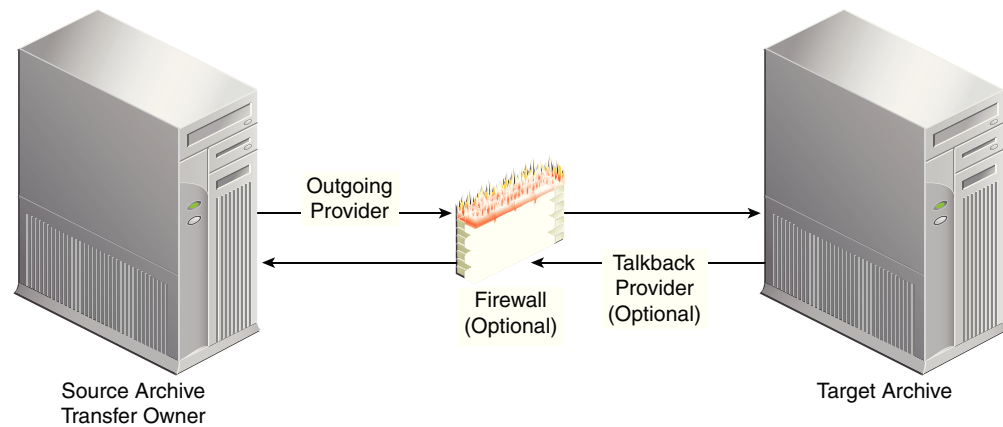 Outgoing
Provider
Firewall
(Optional)
Talkback
Provider
(Optional)
Source Archive
Transfer Owner
Target Archive